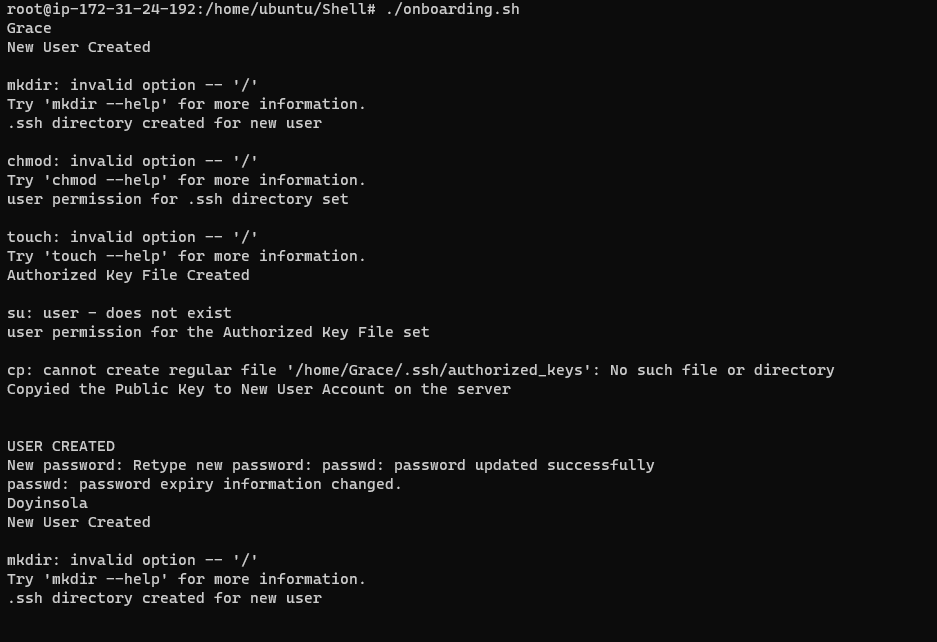 root@ip-172-31-24-192:/home/ubuntu/Shell# ./onboarding.sh
Grace
New User Created
mkdir: invalid option -- '/'
Try 'mkdir --help' for more information.
.ssh directory created for new user
chmod: invalid option -- '/'
Try 'chmod --help' for more information.
user permission for .ssh directory set
touch: invalid option -- '/'
Try 'touch --help' for more information.
Authorized Key File Created
su: user - does not exist
user permission for the Authorized Key File set
cp: cannot create regular file '/home/Grace/.ssh/authorized_keys': No such file or directory
Copyied the Public Key to New User Account on the server
USER CREATED
New password: Retype new password: passwd: password updated successfully
passwd: password expiry information changed.
Doyinsola
New User Created
mkdir: invalid option -- '/'
Try 'mkdir --help' for more information.
.ssh directory created for new user